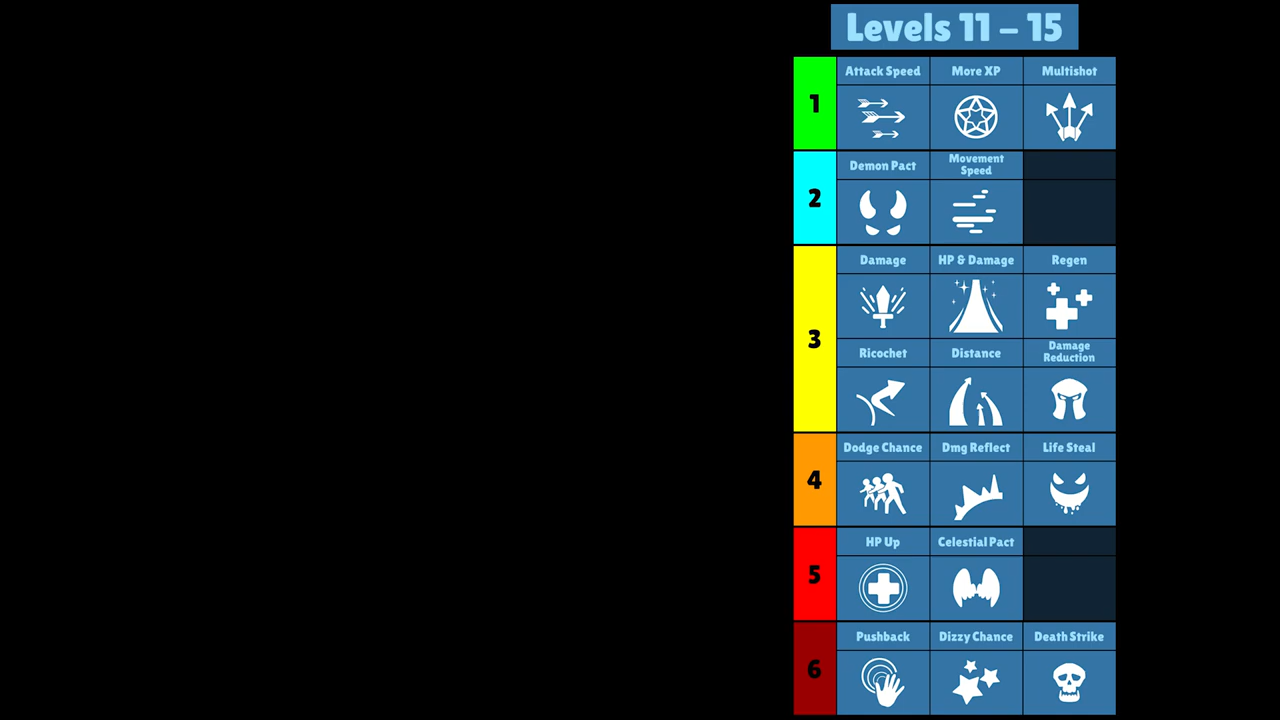 Levels 11 – 15
Attack Speed More XP Multishot
1
Demon Pact Movement Speed
2
Damage HP & Damage Regen
3
Ricochet Distance Damage Reduction
Dodge Chance Dmg Reflect Life Steal
4
HP Up Celestial Pact
5
Pushback Dizzy Chance Death Strike
6